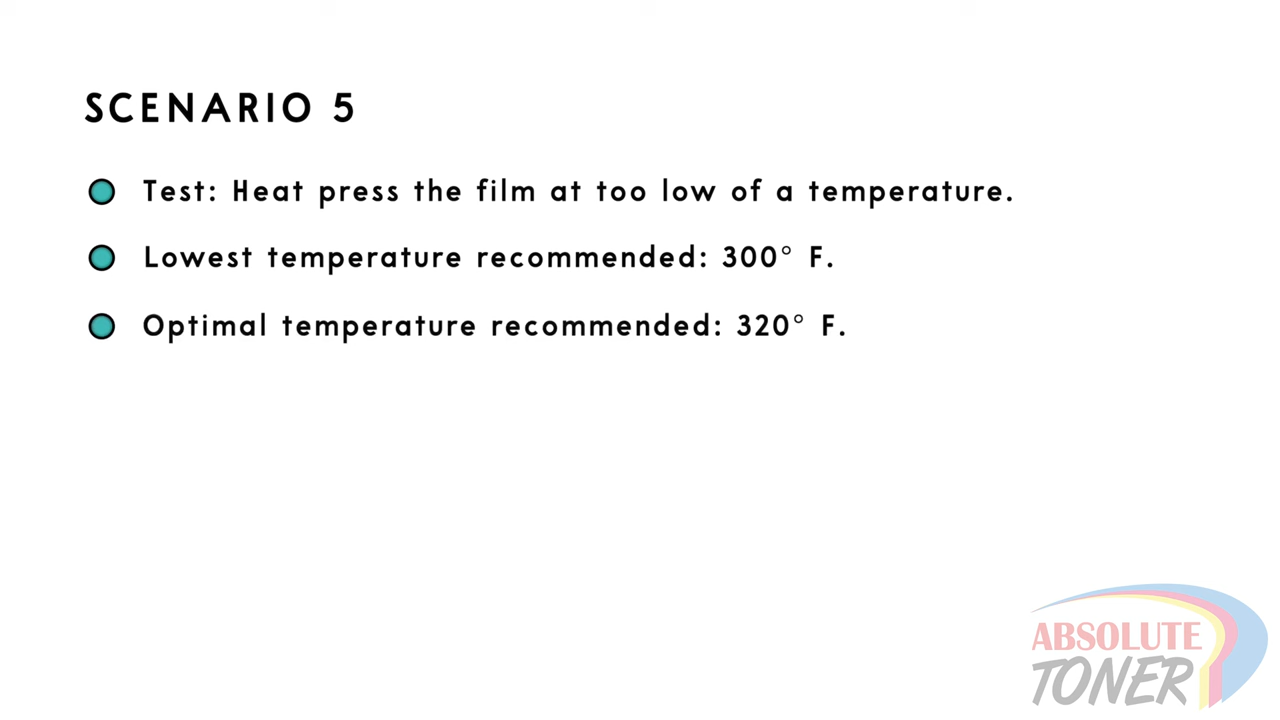 SCENARIO 5
Test: Heat press the film at too low of a temperature.
Lowest temperature recommended: 300° F.
Optimal temperature recommended: 320° F.
ABSOLUTE
TONER